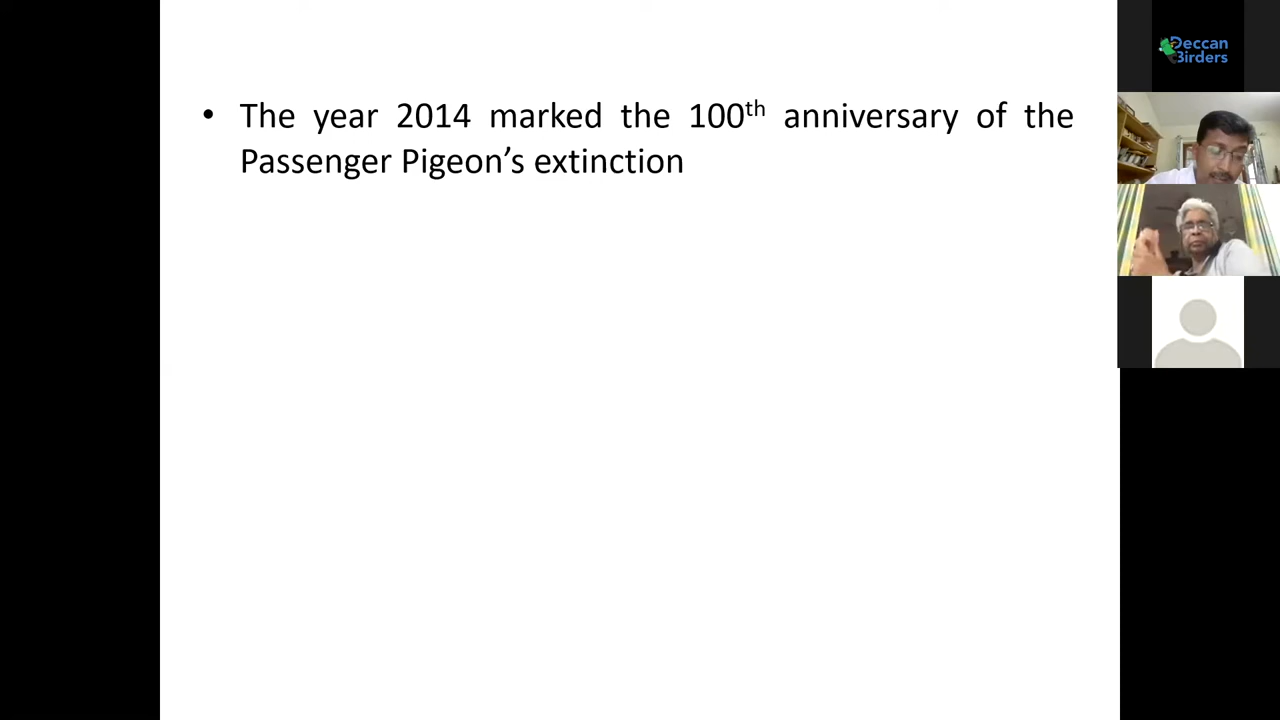 • The year 2014 marked the 100th anniversary of the
Passenger Pigeon’s extinction
Deccan
Birders